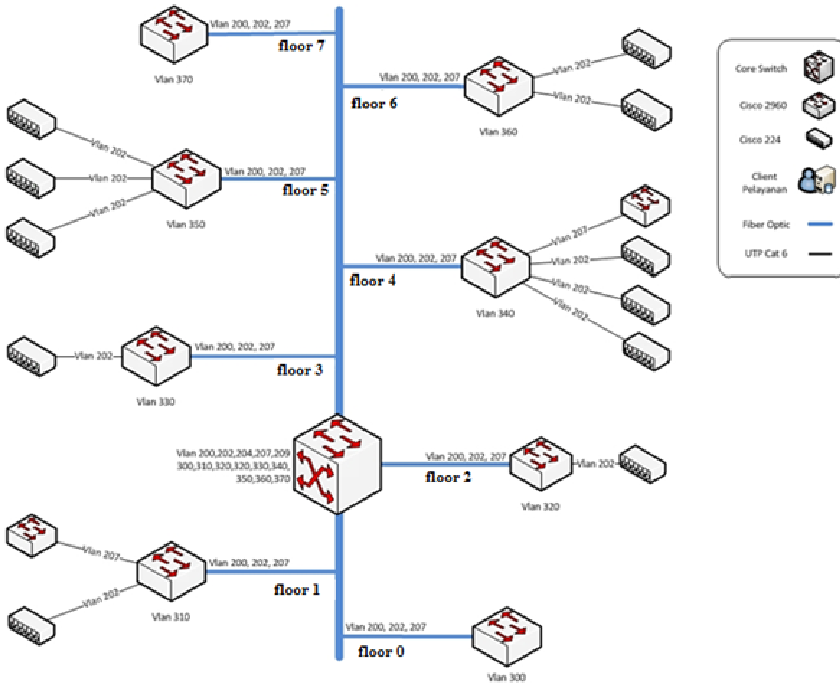 Vlan 200, 202, 207
floor 7
Vlan 370
Vlan 200, 202, 207
floor 6
Vlan 360
Vlan 202
Vlan 202
Core Switch
Cisco 2960
Cisco 224
Client
Pelayanan
Fiber Optic
UTP Cat 6
Vlan 202
Vlan 202
Vlan 202
Vlan 350
Vlan 200, 202, 207
floor 5
Vlan 200, 202, 207
floor 4
Vlan 340
Vlan 207
Vlan 202
Vlan 202
Vlan 202
Vlan 202
Vlan 330
Vlan 200, 202, 207
floor 3
Vlan 200,202,204,207,209
300,310,320,320,330,340,
350,360,370
Vlan 200, 202, 207
floor 2
Vlan 320
Vlan 202
Vlan 207
Vlan 202
Vlan 310
Vlan 200, 202, 207
floor 1
Vlan 200, 202, 207
floor 0
Vlan 300